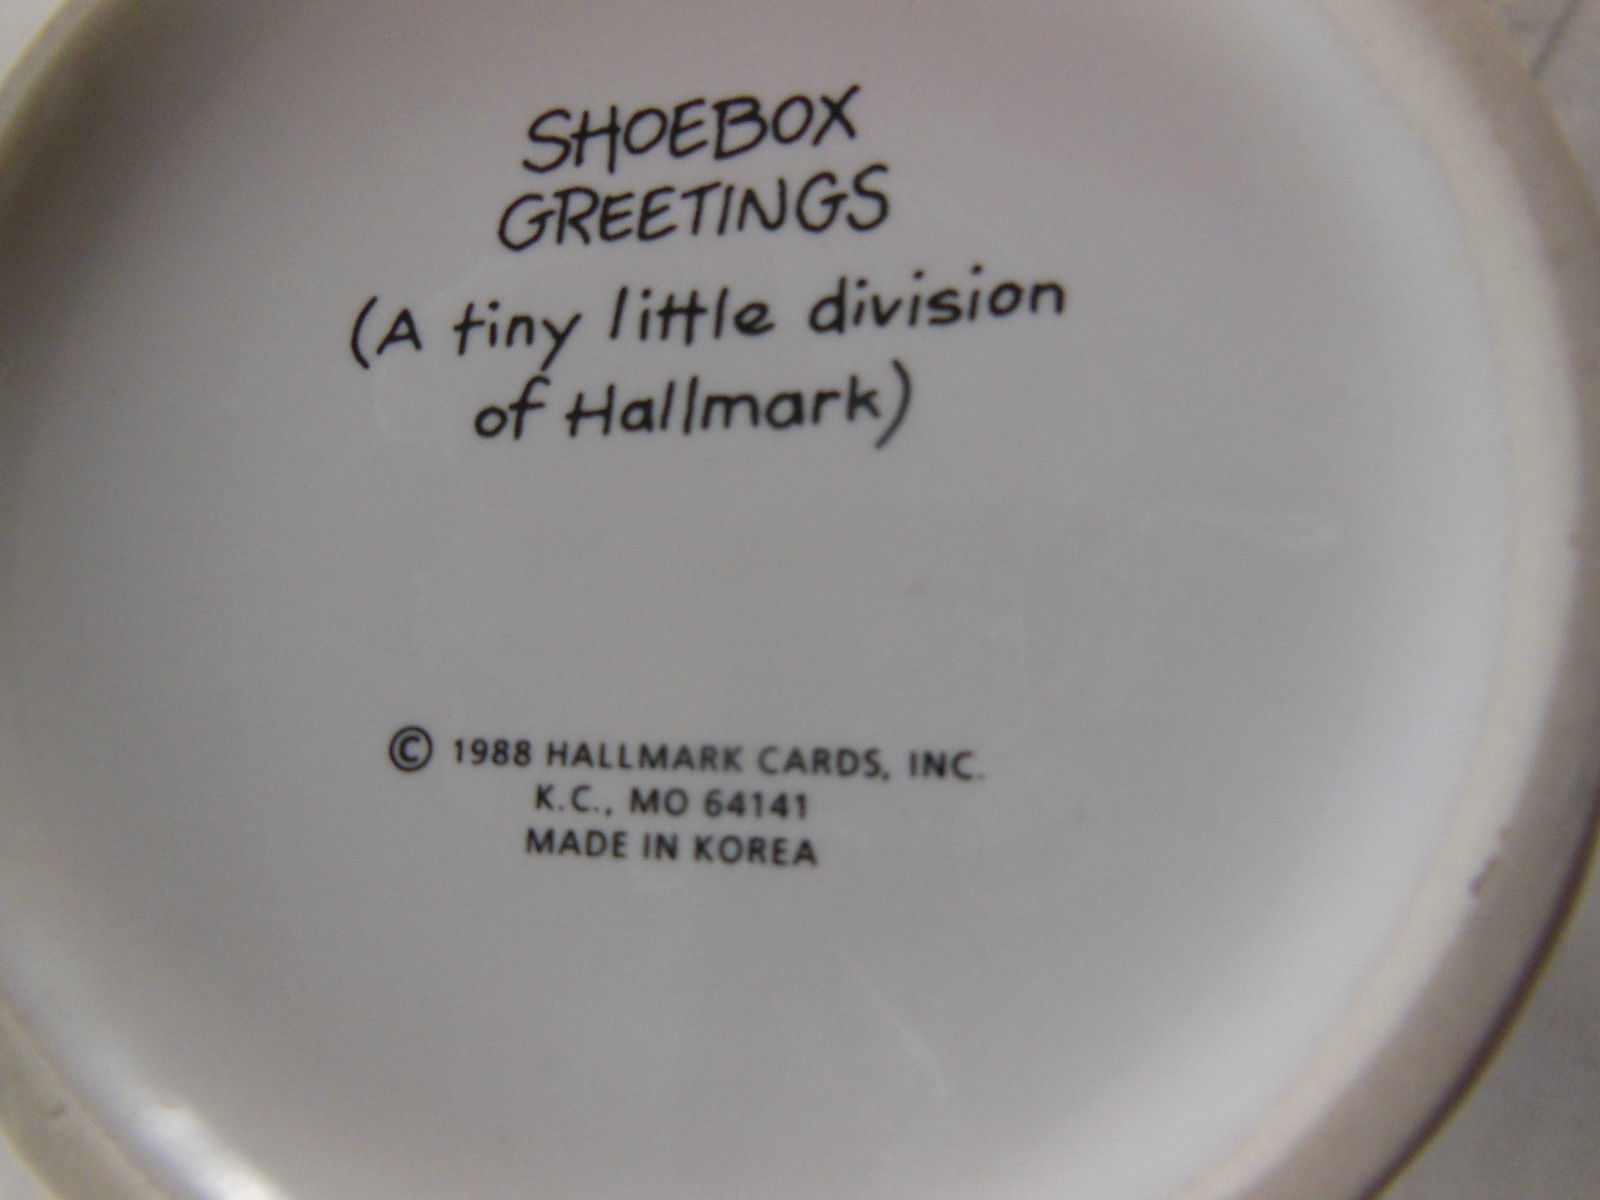 SHOEBOX
GREETINGS
(A tiny little division
of Hallmark)
© 1988 HALLMARK CARDS, INC.
K.C., MO 64141
MADE IN KOREA